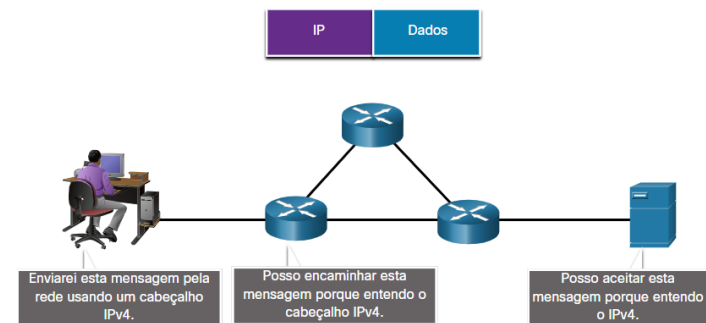 IP
Dados
Enviarei esta mensagem pela
rede usando um cabeçalho
IPv4.
Posso encaminhar esta
mensagem porque entendo o
cabeçalho IPv4.
Posso aceitar esta
mensagem porque entendo
o IPv4.